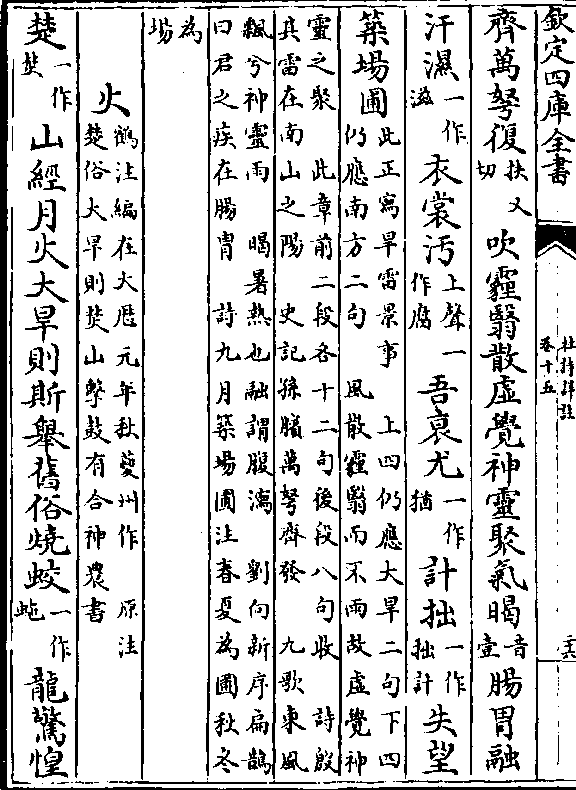 欽定四庫全書
杜詩詳註
卷十五
齊萬弩復扶又切吹霾翳散虛覺神靈聚氣暍音壹腸胃融
汗濕一作滋衣裳汚上聲一作腐吾衰尤一作猶計拙一作拙計失望
築場圃此正寫旱雷景事 上四仍應大旱二句下四
仍應南方二句 風散霾翳而不雨故虛覺神
靈之聚 此章前二段各十二句後段八句收 詩殷
其雷在南山之陽 史記孫臏萬弩齊發 九歌東風
飄兮神靈雨 暍暑熱也融謂腹瀉 劉向新序扁鵲
曰君之疾在腸胃 詩九月築場圃注春夏為圃秋冬
為
場
火鶴注編在大厯元年秋夔州作 原注
楚俗大旱則焚山擊鼓有合神農書
楚一作焚山經月火大旱則斯舉舊俗燒蛟一作虵龍驚惶